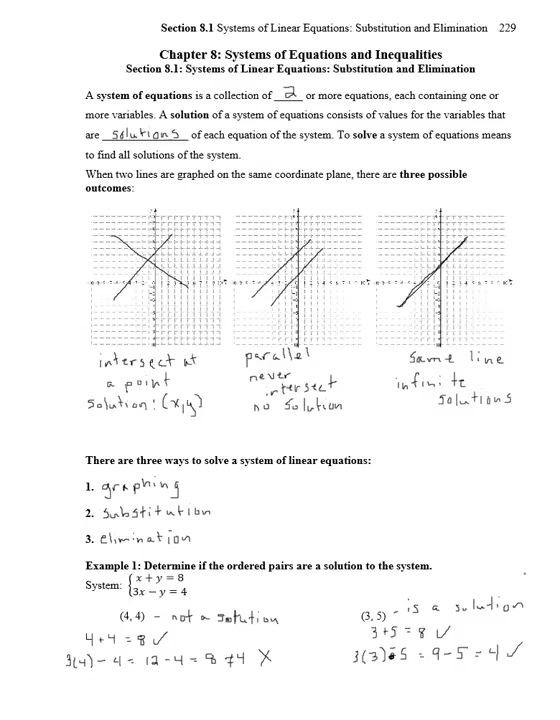 Section 8.1 Systems of Linear Equations: Substitution and Elimination 229
Chapter 8: Systems of Equations and Inequalities
Section 8.1: Systems of Linear Equations: Substitution and Elimination
A system of equations is a collection of 2 or more equations, each containing one or
more variables. A solution of a system of equations consists of values for the variables that
are solutions of each equation of the system. To solve a system of equations means
to find all solutions of the system.
When two lines are graphed on the same coordinate plane, there are three possible
outcomes:
intersect at
a point
solution: (x,y)
parallel
never
intersect
no solution
same line
infinite
solutions
There are three ways to solve a system of linear equations:
1. graphing
2. substitution
3. elimination
Example 1: Determine if the ordered pairs are a solution to the system.
System: { x + y = 8
3x − y = 4
(4, 4) - not a solution
4 + 4 = 8 ✓
3(4) - 4 = 12 - 4 = 8 ≠ 4 X
(3, 5) - is a solution
3 + 5 = 8 ✓
3(3) - 5 = 9 - 5 = 4 ✓